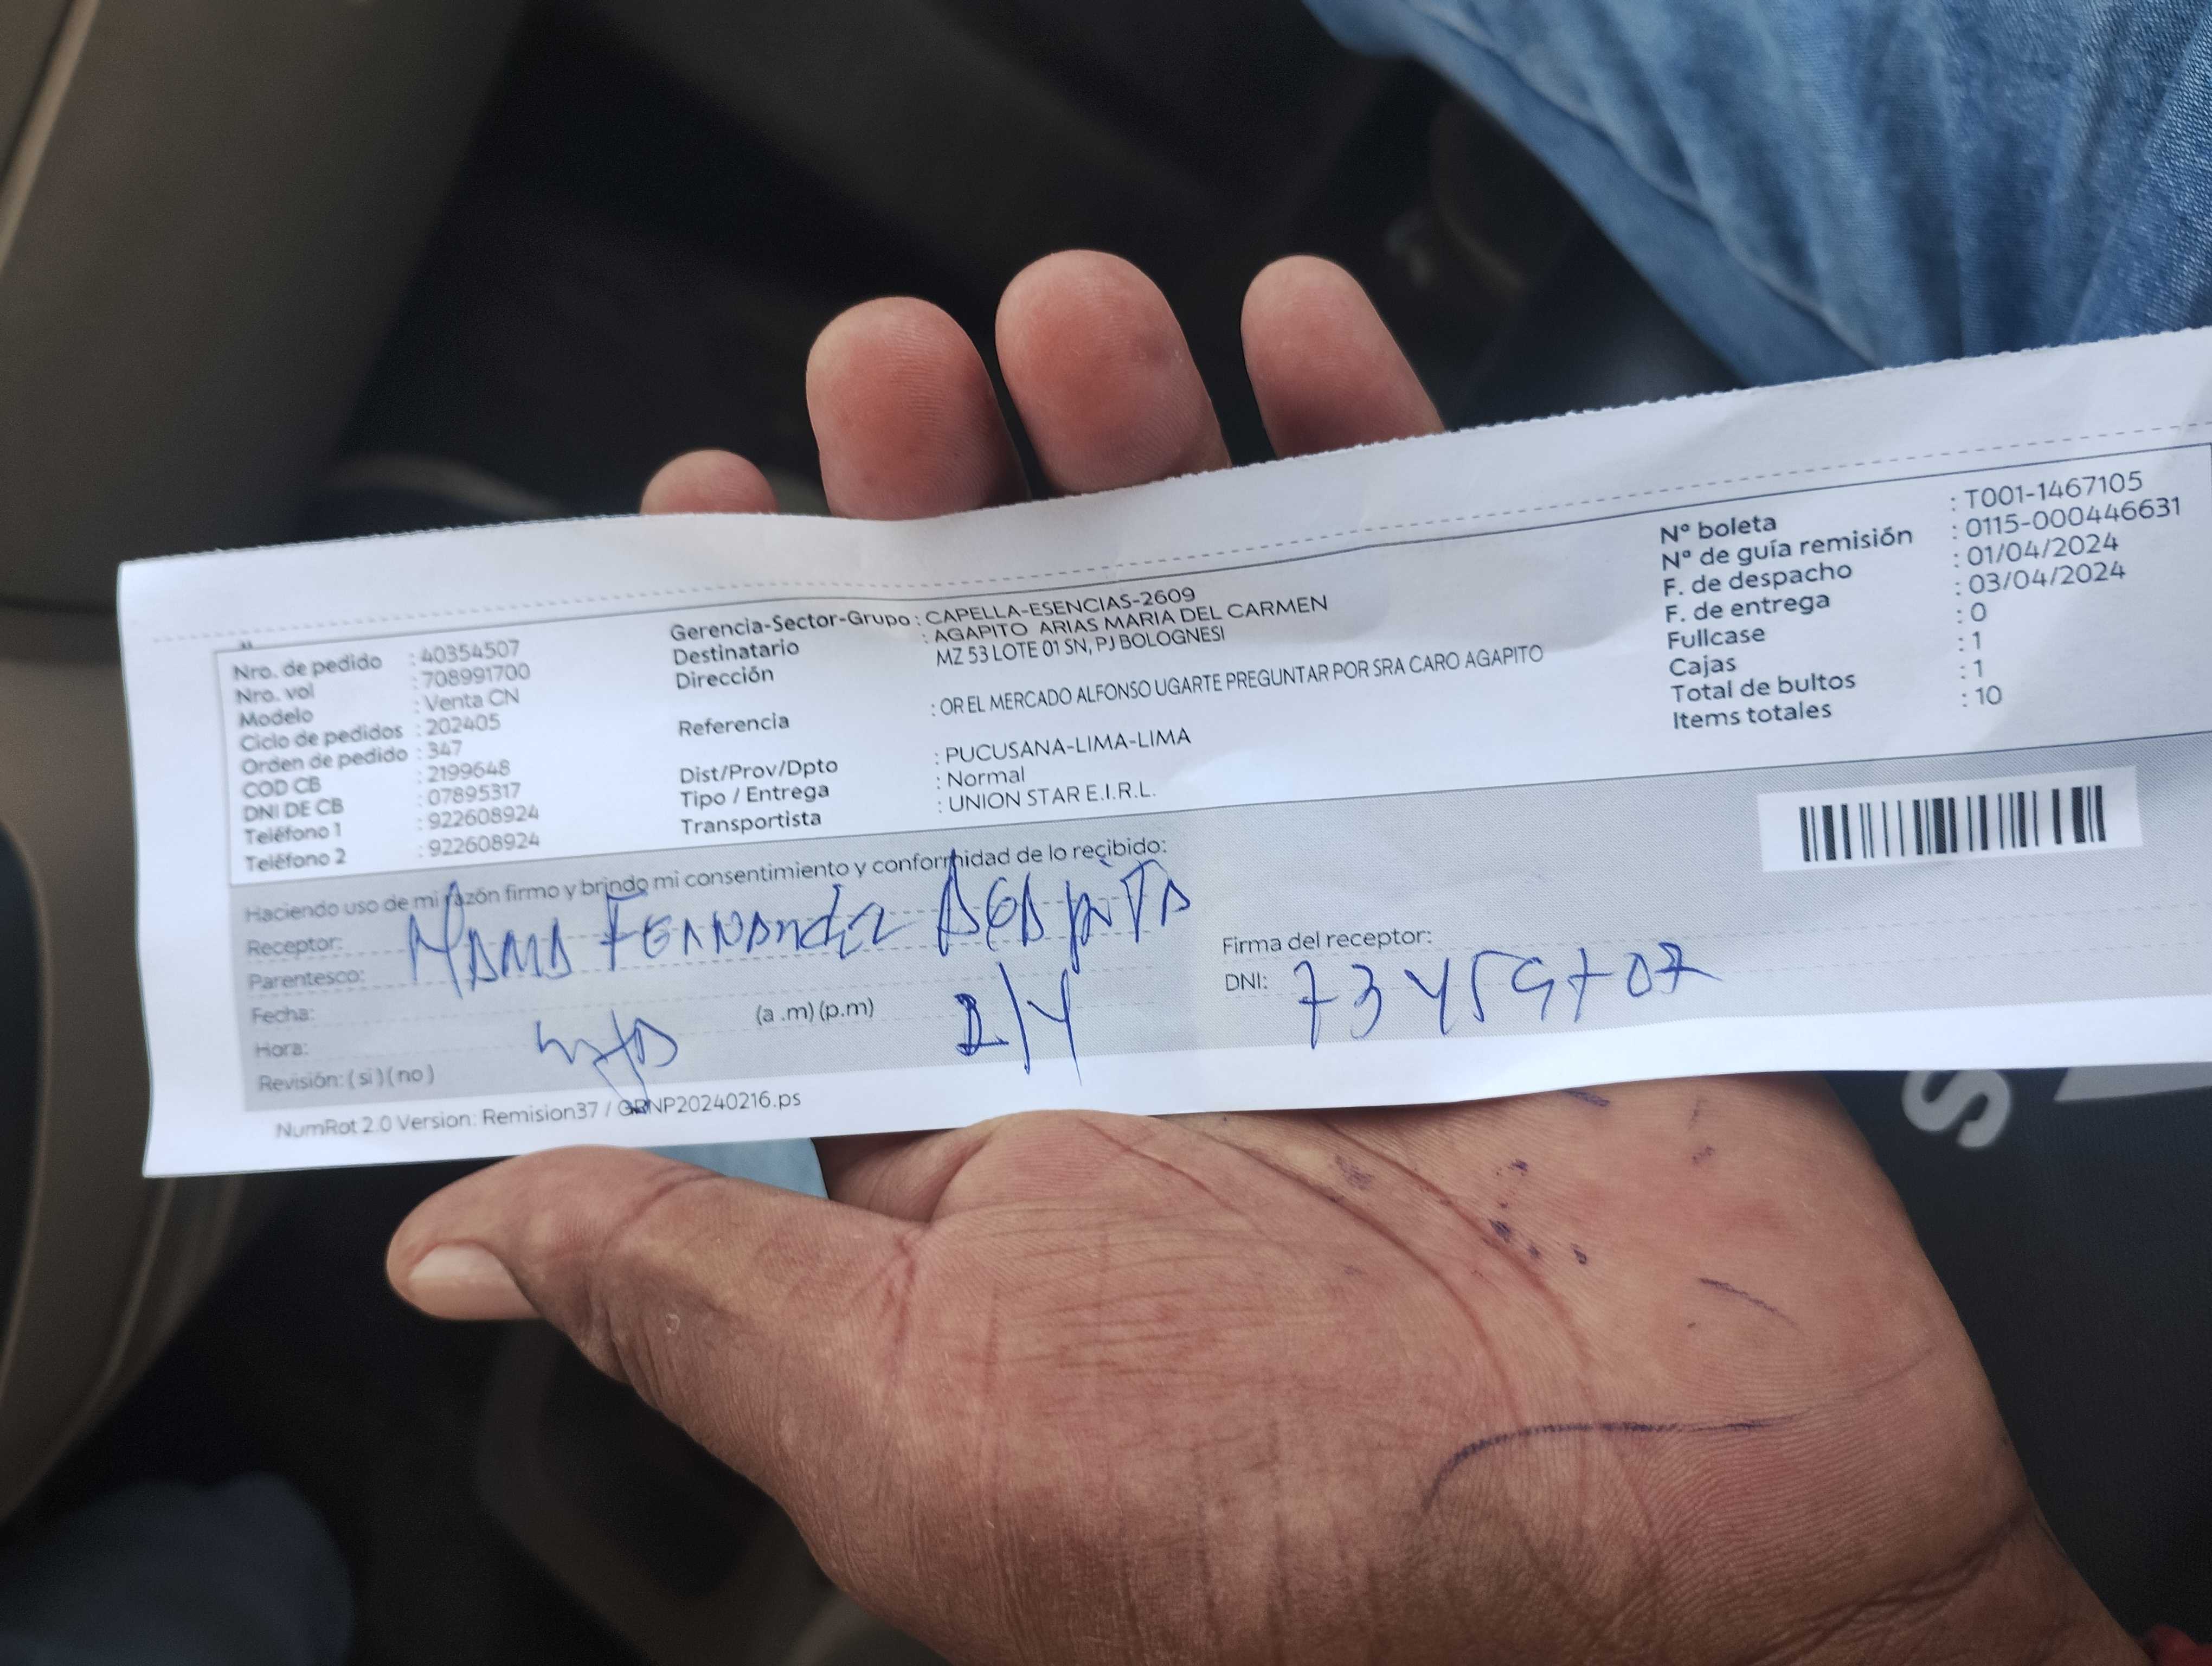 Nro. de pedido : 40354507
Nro. vol : 708991700
Modelo : Venta CN
Ciclo de pedidos : 202405
Orden de pedido : 347
COD CB : 2199648
DNI DE CB : 07895317
Teléfono 1 : 922608924
Teléfono 2 : 922608924
Gerencia-Sector-Grupo : CAPELLA-ESENCIAS-2609
Destinatario : AGAPITO ARIAS MARIA DEL CARMEN
Dirección MZ 53 LOTE 01 SN, PJ BOLOGNESI
Referencia : OR EL MERCADO ALFONSO UGARTE PREGUNTAR POR SRA CARO AGAPITO
Dist/Prov/Dpto : PUCUSANA-LIMA-LIMA
Tipo / Entrega : Normal
Transportista : UNION STAR E.I.R.L.
Nº boleta : T001-1467105
Nº de guía remisión : 0115-000446631
F. de despacho : 01/04/2024
F. de entrega : 03/04/2024
Fullcase : 0
Cajas : 1
Total de bultos : 1
Items totales : 10
Haciendo uso de mi razón firmo y brindo mi consentimiento y conformidad de lo recibido:
Receptor:
Parentesco:
Fecha:
Hora: (a .m) (p.m) 2/4
Revisión: ( si ) ( no )
Firma del receptor:
DNI:
NumRot 2.0 Version: Remision37 / GRNP20240216.ps
S